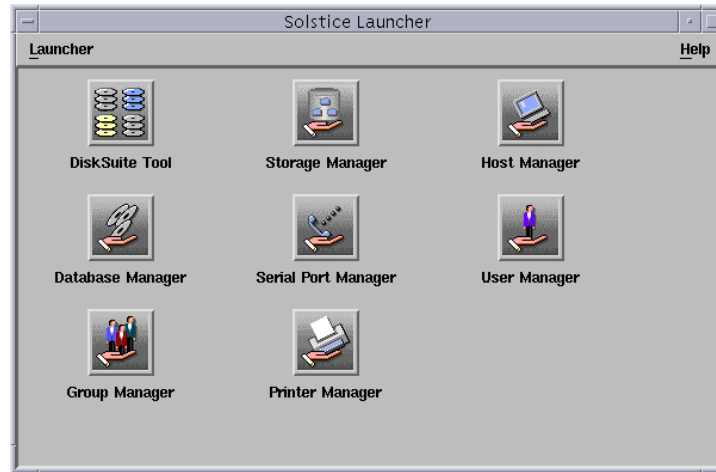 Solstice Launcher
Launcher Help
DiskSuite Tool Storage Manager Host Manager
Database Manager Serial Port Manager User Manager
Group Manager Printer Manager